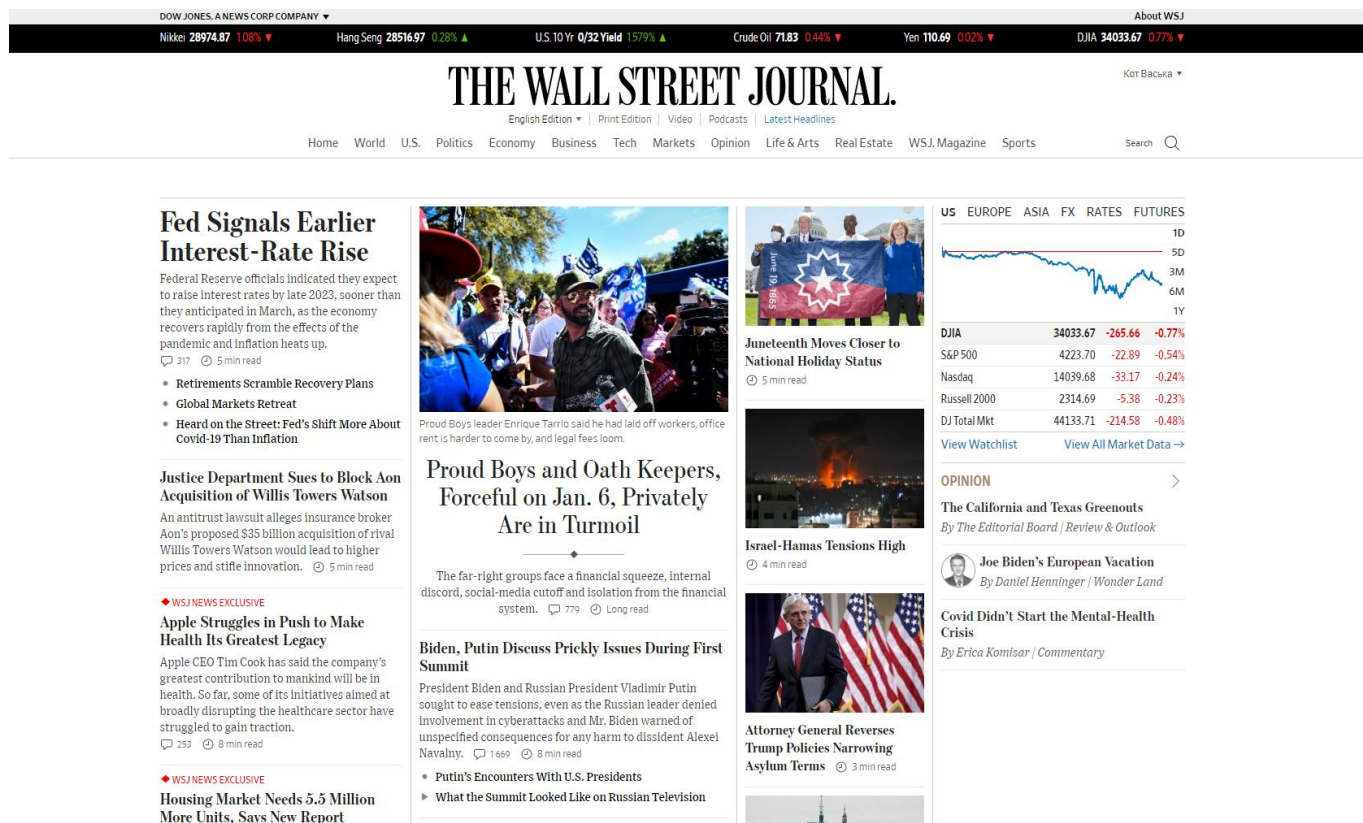 DOW JONES, A NEWS CORP COMPANY ▼
About WSJ
Nikkei 28974.87 1.08% ▼
Hang Seng 28516.97 0.28% ▲
U.S. 10 Yr 0/32 Yield 1.579% ▲
Crude Oil 71.83 0.44% ▼
Yen 110.69 0.02% ▼
DJIA 34033.67 0.77% ▼
THE WALL STREET JOURNAL.
Кот Васька ▼
English Edition ▼ | Print Edition | Video | Podcasts | Latest Headlines
Home World U.S. Politics Economy Business Tech Markets Opinion Life & Arts Real Estate WSJ. Magazine Sports
Search
Fed Signals Earlier
Interest-Rate Rise
Federal Reserve officials indicated they expect
to raise interest rates by late 2023, sooner than
they anticipated in March, as the economy
recovers rapidly from the effects of the
pandemic and inflation heats up.
317 5 min read
• Retirements Scramble Recovery Plans
• Global Markets Retreat
• Heard on the Street: Fed's Shift More About
Covid-19 Than Inflation
Justice Department Sues to Block Aon
Acquisition of Willis Towers Watson
An antitrust lawsuit alleges insurance broker
Aon's proposed $35 billion acquisition of rival
Willis Towers Watson would lead to higher
prices and stifle innovation. 5 min read
◆ WSJ NEWS EXCLUSIVE
Apple Struggles in Push to Make
Health Its Greatest Legacy
Apple CEO Tim Cook has said the company's
greatest contribution to mankind will be in
health. So far, some of its initiatives aimed at
broadly disrupting the healthcare sector have
struggled to gain traction.
253 8 min read
◆ WSJ NEWS EXCLUSIVE
Housing Market Needs 5.5 Million
More Units, Says New Report
Proud Boys leader Enrique Tarrio said he had laid off workers, office
rent is harder to come by, and legal fees loom.
Proud Boys and Oath Keepers,
Forceful on Jan. 6, Privately
Are in Turmoil
The far-right groups face a financial squeeze, internal
discord, social-media cutoff and isolation from the financial
system. 779 Long read
Biden, Putin Discuss Prickly Issues During First
Summit
President Biden and Russian President Vladimir Putin
sought to ease tensions, even as the Russian leader denied
involvement in cyberattacks and Mr. Biden warned of
unspecified consequences for any harm to dissident Alexei
Navalny. 1669 8 min read
• Putin's Encounters With U.S. Presidents
▶ What the Summit Looked Like on Russian Television
June 19, 1865
Juneteenth Moves Closer to
National Holiday Status
5 min read
Israel-Hamas Tensions High
4 min read
Attorney General Reverses
Trump Policies Narrowing
Asylum Terms 3 min read
US EUROPE ASIA FX RATES FUTURES
1D
5D
3M
6M
1Y
DJIA 34033.67 -265.66 -0.77%
S&P 500 4223.70 -22.89 -0.54%
Nasdaq 14039.68 -33.17 -0.24%
Russell 2000 2314.69 -5.38 -0.23%
DJ Total Mkt 44133.71 -214.58 -0.48%
View Watchlist View All Market Data →
OPINION
The California and Texas Greenouts
By The Editorial Board | Review & Outlook
Joe Biden's European Vacation
By Daniel Henninger | Wonder Land
Covid Didn't Start the Mental-Health
Crisis
By Erica Komisar | Commentary